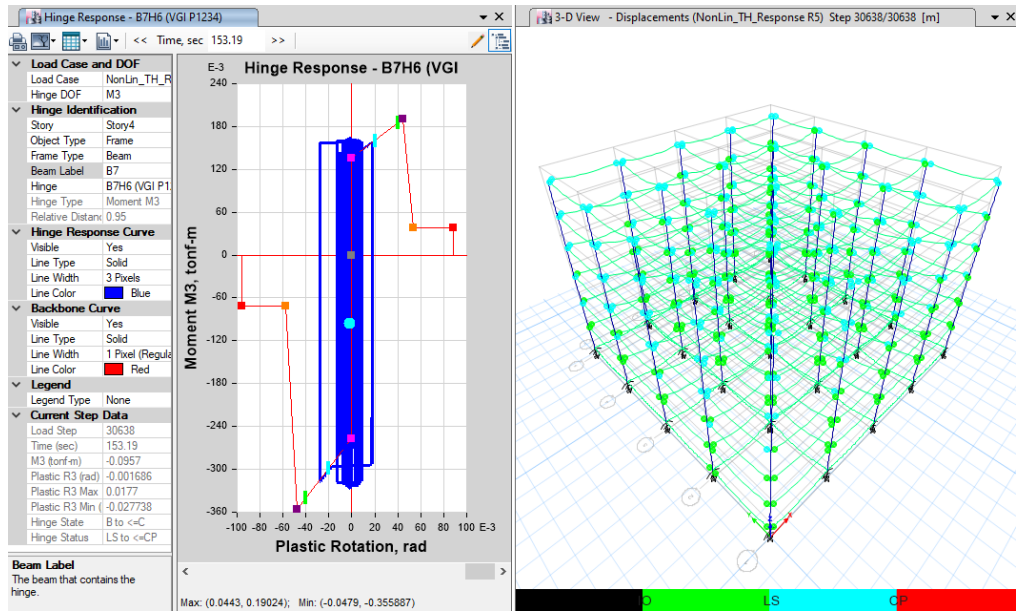 Hinge Response - B7H6 (VGI P1234)
<< Time, sec 153.19 >>
Load Case and DOF
Load Case NonLin_TH_R
Hinge DOF M3
Hinge Identification
Story Story4
Object Type Frame
Frame Type Beam
Beam Label B7
Hinge B7H6 (VGI P1
Hinge Type Moment M3
Relative Distanc 0.95
Hinge Response Curve
Visible Yes
Line Type Solid
Line Width 3 Pixels
Line Color Blue
Backbone Curve
Visible Yes
Line Type Solid
Line Width 1 Pixel (Regula
Line Color Red
Legend
Legend Type None
Current Step Data
Load Step 30638
Time (sec) 153.19
M3 (tonf-m) -0.0957
Plastic R3 (rad) -0.001686
Plastic R3 Max 0.0177
Plastic R3 Min ( -0.027738
Hinge State B to <=C
Hinge Status LS to <=CP
Beam Label
The beam that contains the
hinge.
E-3 Hinge Response - B7H6 (VGI
240
180
120
60
0
-60
-120
-180
-240
-300
-360
Moment M3, tonf-m
-100 -80 -60 -40 -20 0 20 40 60 80 100 E-3
Plastic Rotation, rad
Max: (0.0443, 0.19024); Min: (-0.0479, -0.355887)
3-D View - Displacements (NonLin_TH_Response R5) Step 30638/30638 [m]
IO LS CP